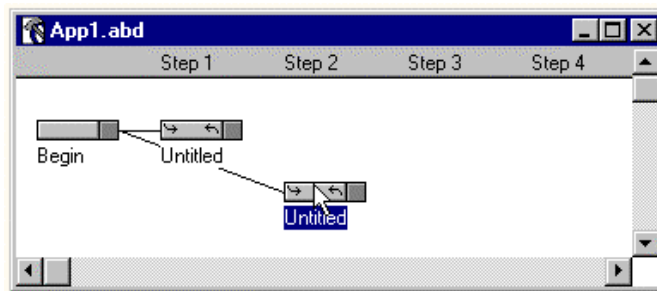 App1.abd
Step 1 Step 2 Step 3 Step 4
Begin Untitled
Untitled